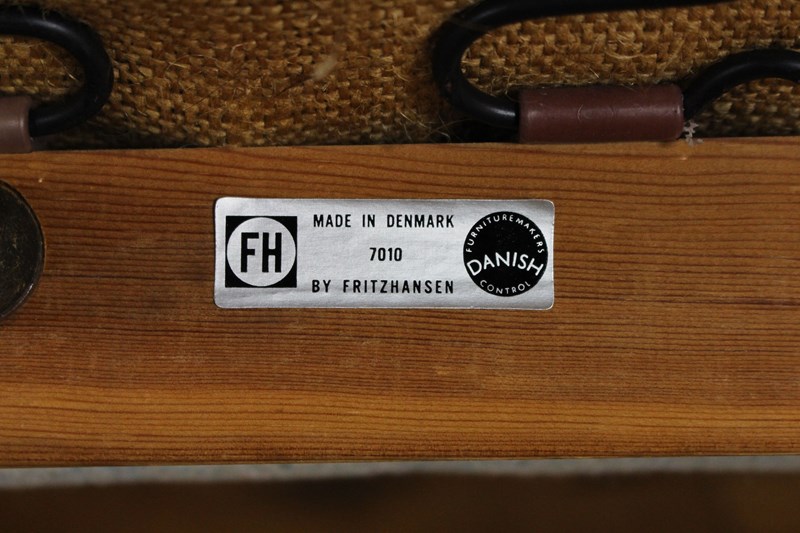 FH
MADE IN DENMARK
7010
BY FRITZHANSEN
FURNITUREMAKERS
DANISH
CONTROL